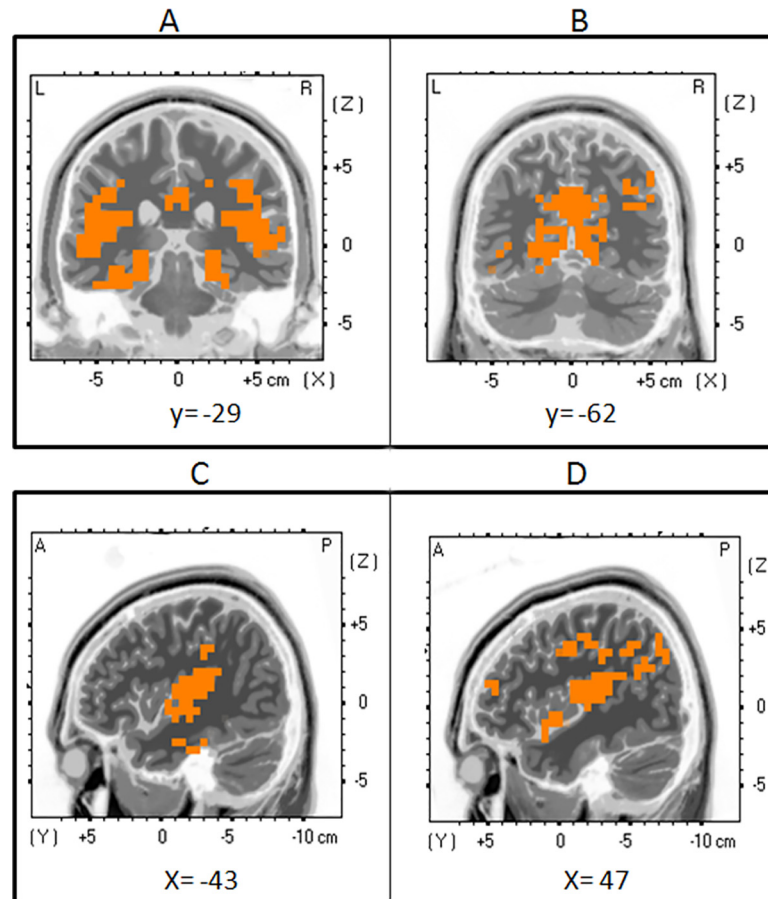 A B
L R (Z) L R (Z)
+5 +5
0 0
-5 -5
-5 0 +5 cm (X) -5 0 +5 cm (X)
y= -29 y= -62
C D
A P (Z) A P (Z
+5 +5
0 0
-5 -5
(Y) +5 0 -5 -10 cm (Y) +5 0 -5 -10 cm
X= -43 X= 47